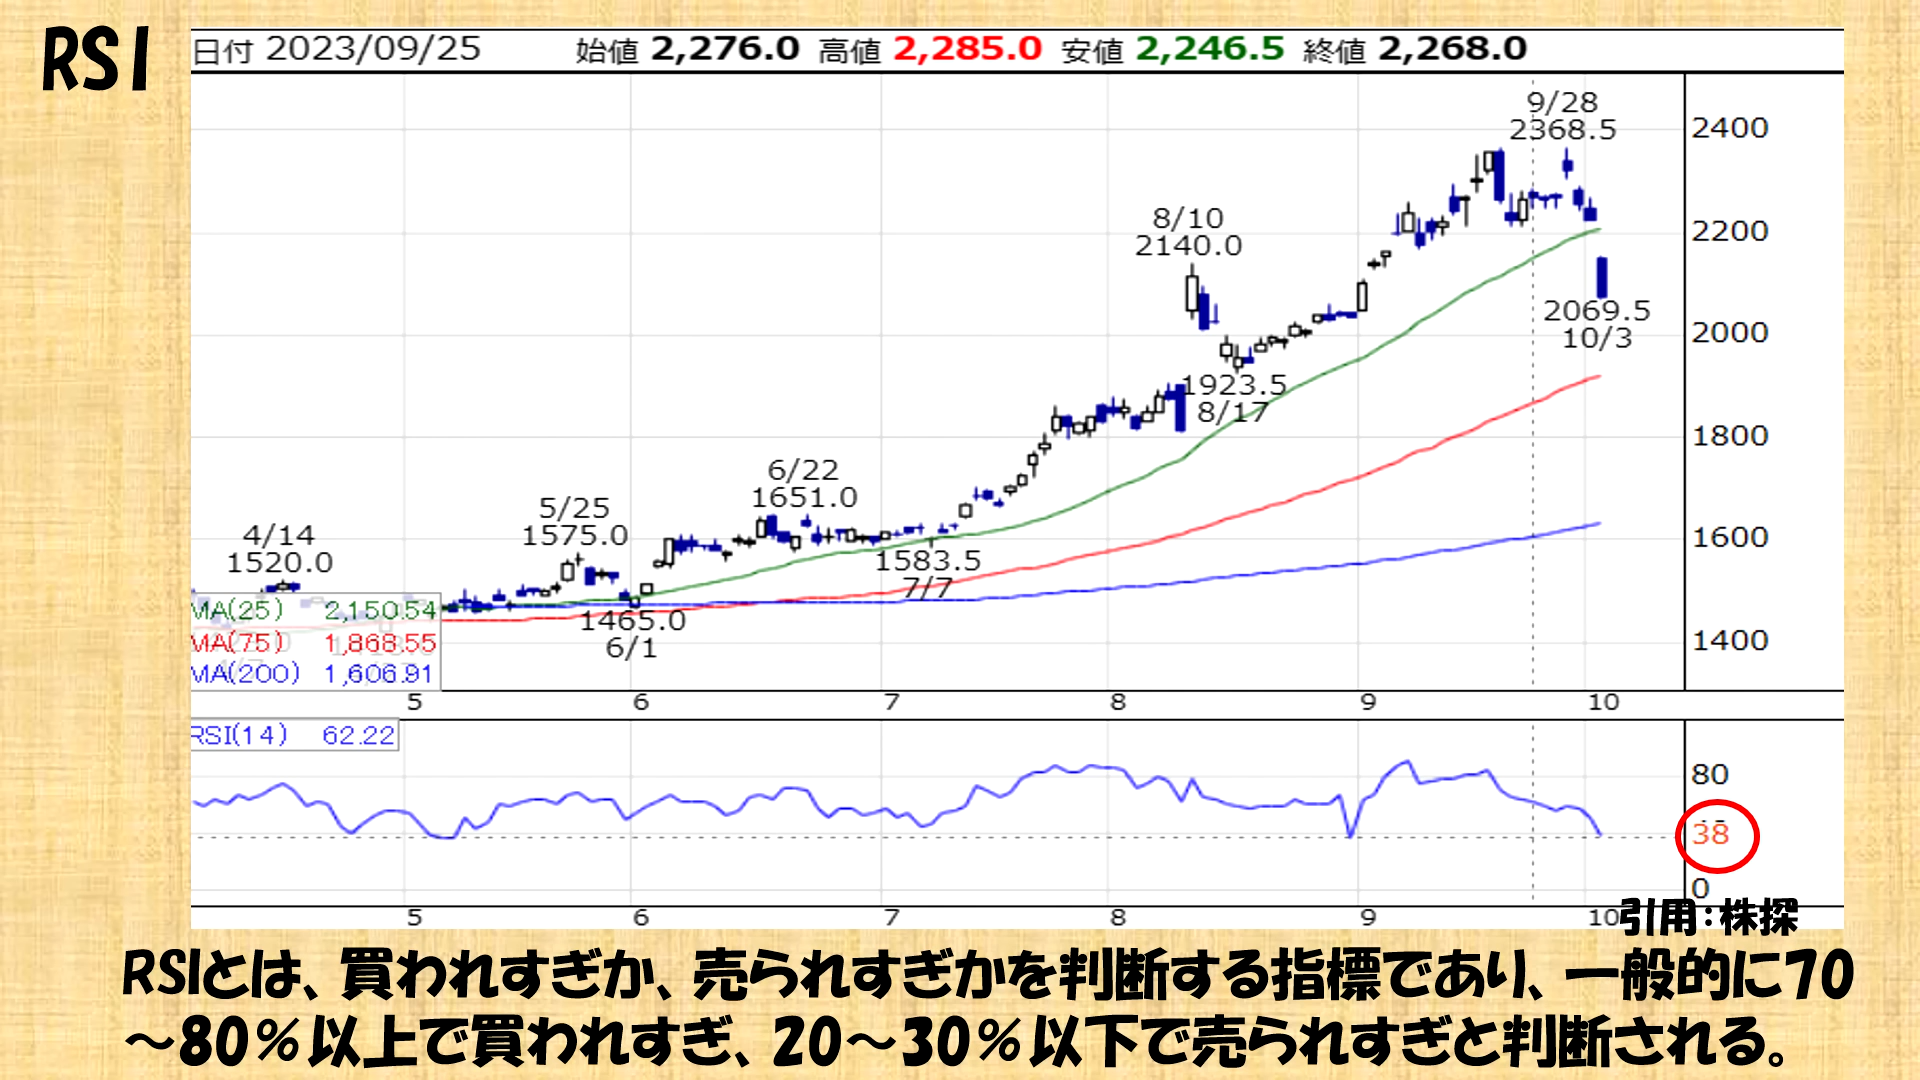 RSI
日付 2023/09/25 始値 2,276.0 高値 2,285.0 安値 2,246.5 終値 2,268.0
9/28
2368.5
2400
8/10
2140.0
2200
2069.5
10/3
2000
1923.5
8/17
1800
6/22
1651.0
5/25
1575.0
4/14
1520.0
1600
1583.5
7/7
1465.0
6/1
1400
MA(25) 2,150.54
MA(75) 1,868.55
MA(200) 1,606.91
5 6 7 8 9 10
RSI(14) 62.22
80
38
0
5 6 7 8 9 10
引用：株探
RSIとは、買われすぎか、売られすぎかを判断する指標であり、一般的に70
～80％以上で買われすぎ、20～30％以下で売られすぎと判断される。